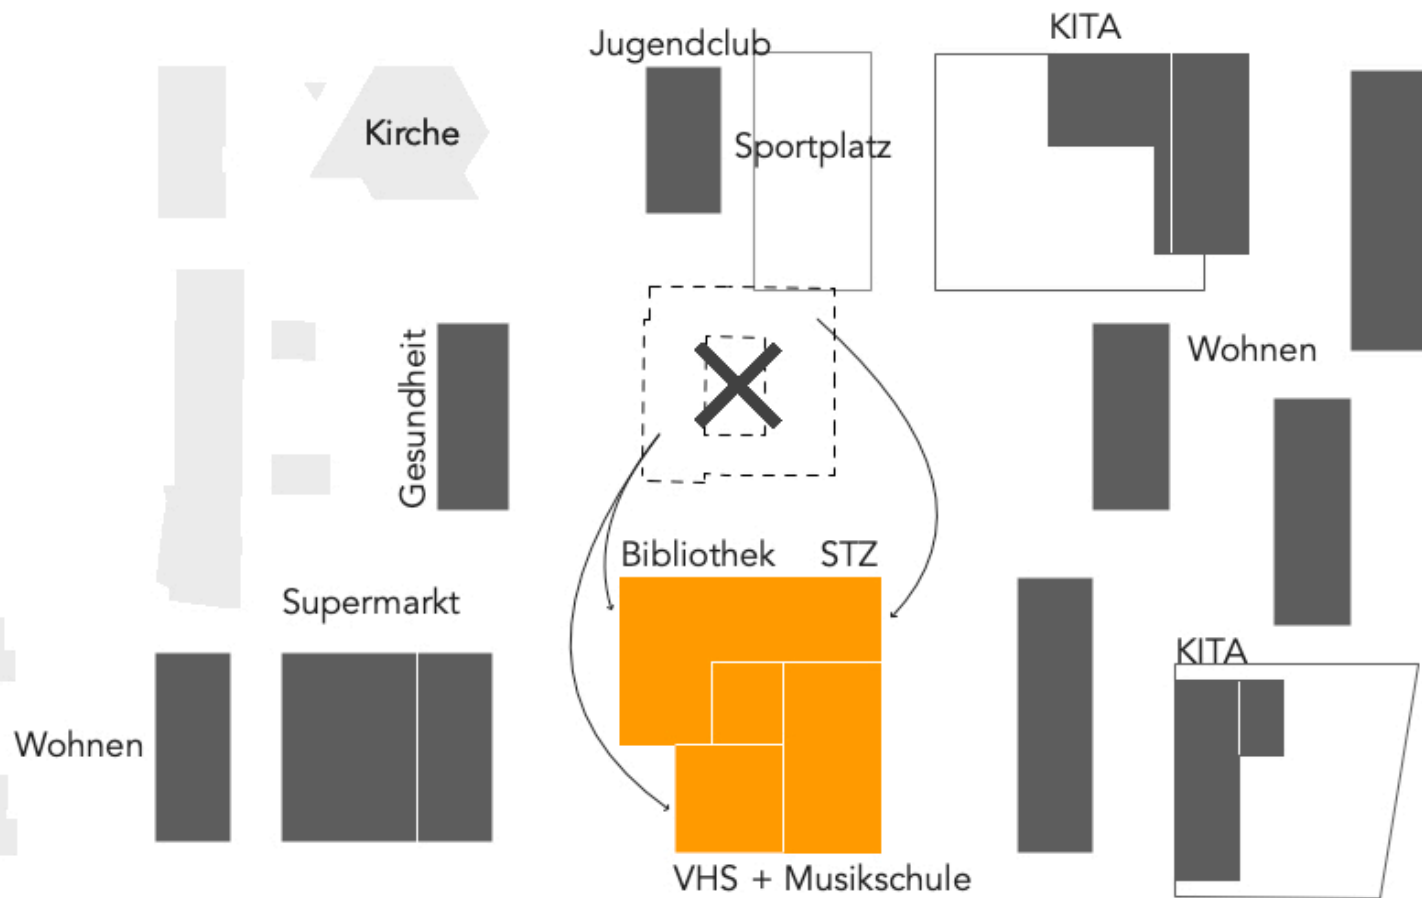 KITA
Jugendclub
Kirche
Sportplatz
Gesundheit
Wohnen
Bibliothek
STZ
Supermarkt
KITA
Wohnen
VHS + Musikschule